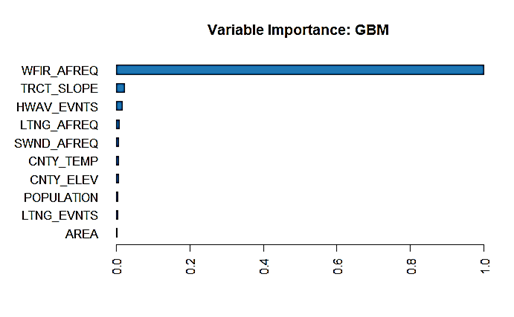 Variable Importance: GBM
WFIR_AFREQ
TRCT_SLOPE
HWAV_EVNTS
LTNG_AFREQ
SWND_AFREQ
CNTY_TEMP
CNTY_ELEV
POPULATION
LTNG_EVNTS
AREA
0.0 0.2 0.4 0.6 0.8 1.0